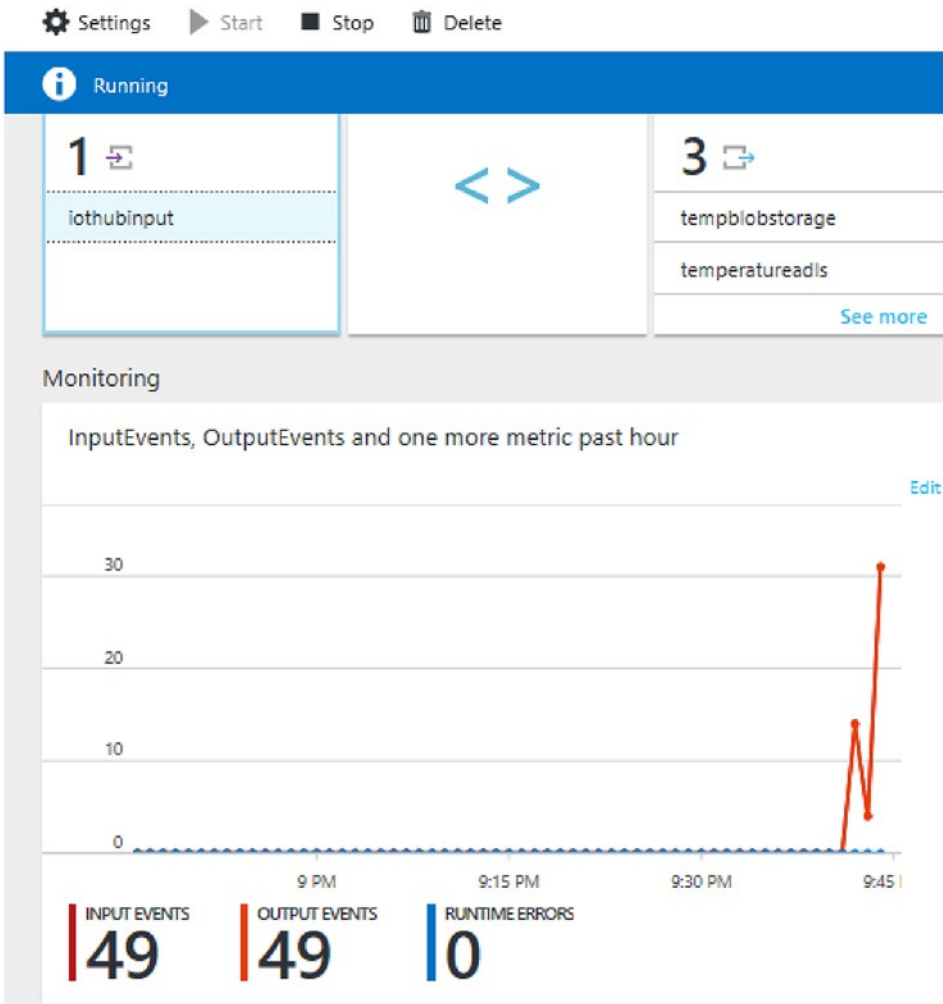 Settings Start Stop Delete
Running
1 < > 3
iothubinput tempblobstorage
temperatureadls
See more
Monitoring
InputEvents, OutputEvents and one more metric past hour
Edit
30
20
10
0
9 PM 9:15 PM 9:30 PM 9:45
INPUT EVENTS OUTPUT EVENTS RUNTIME ERRORS
49 49 0